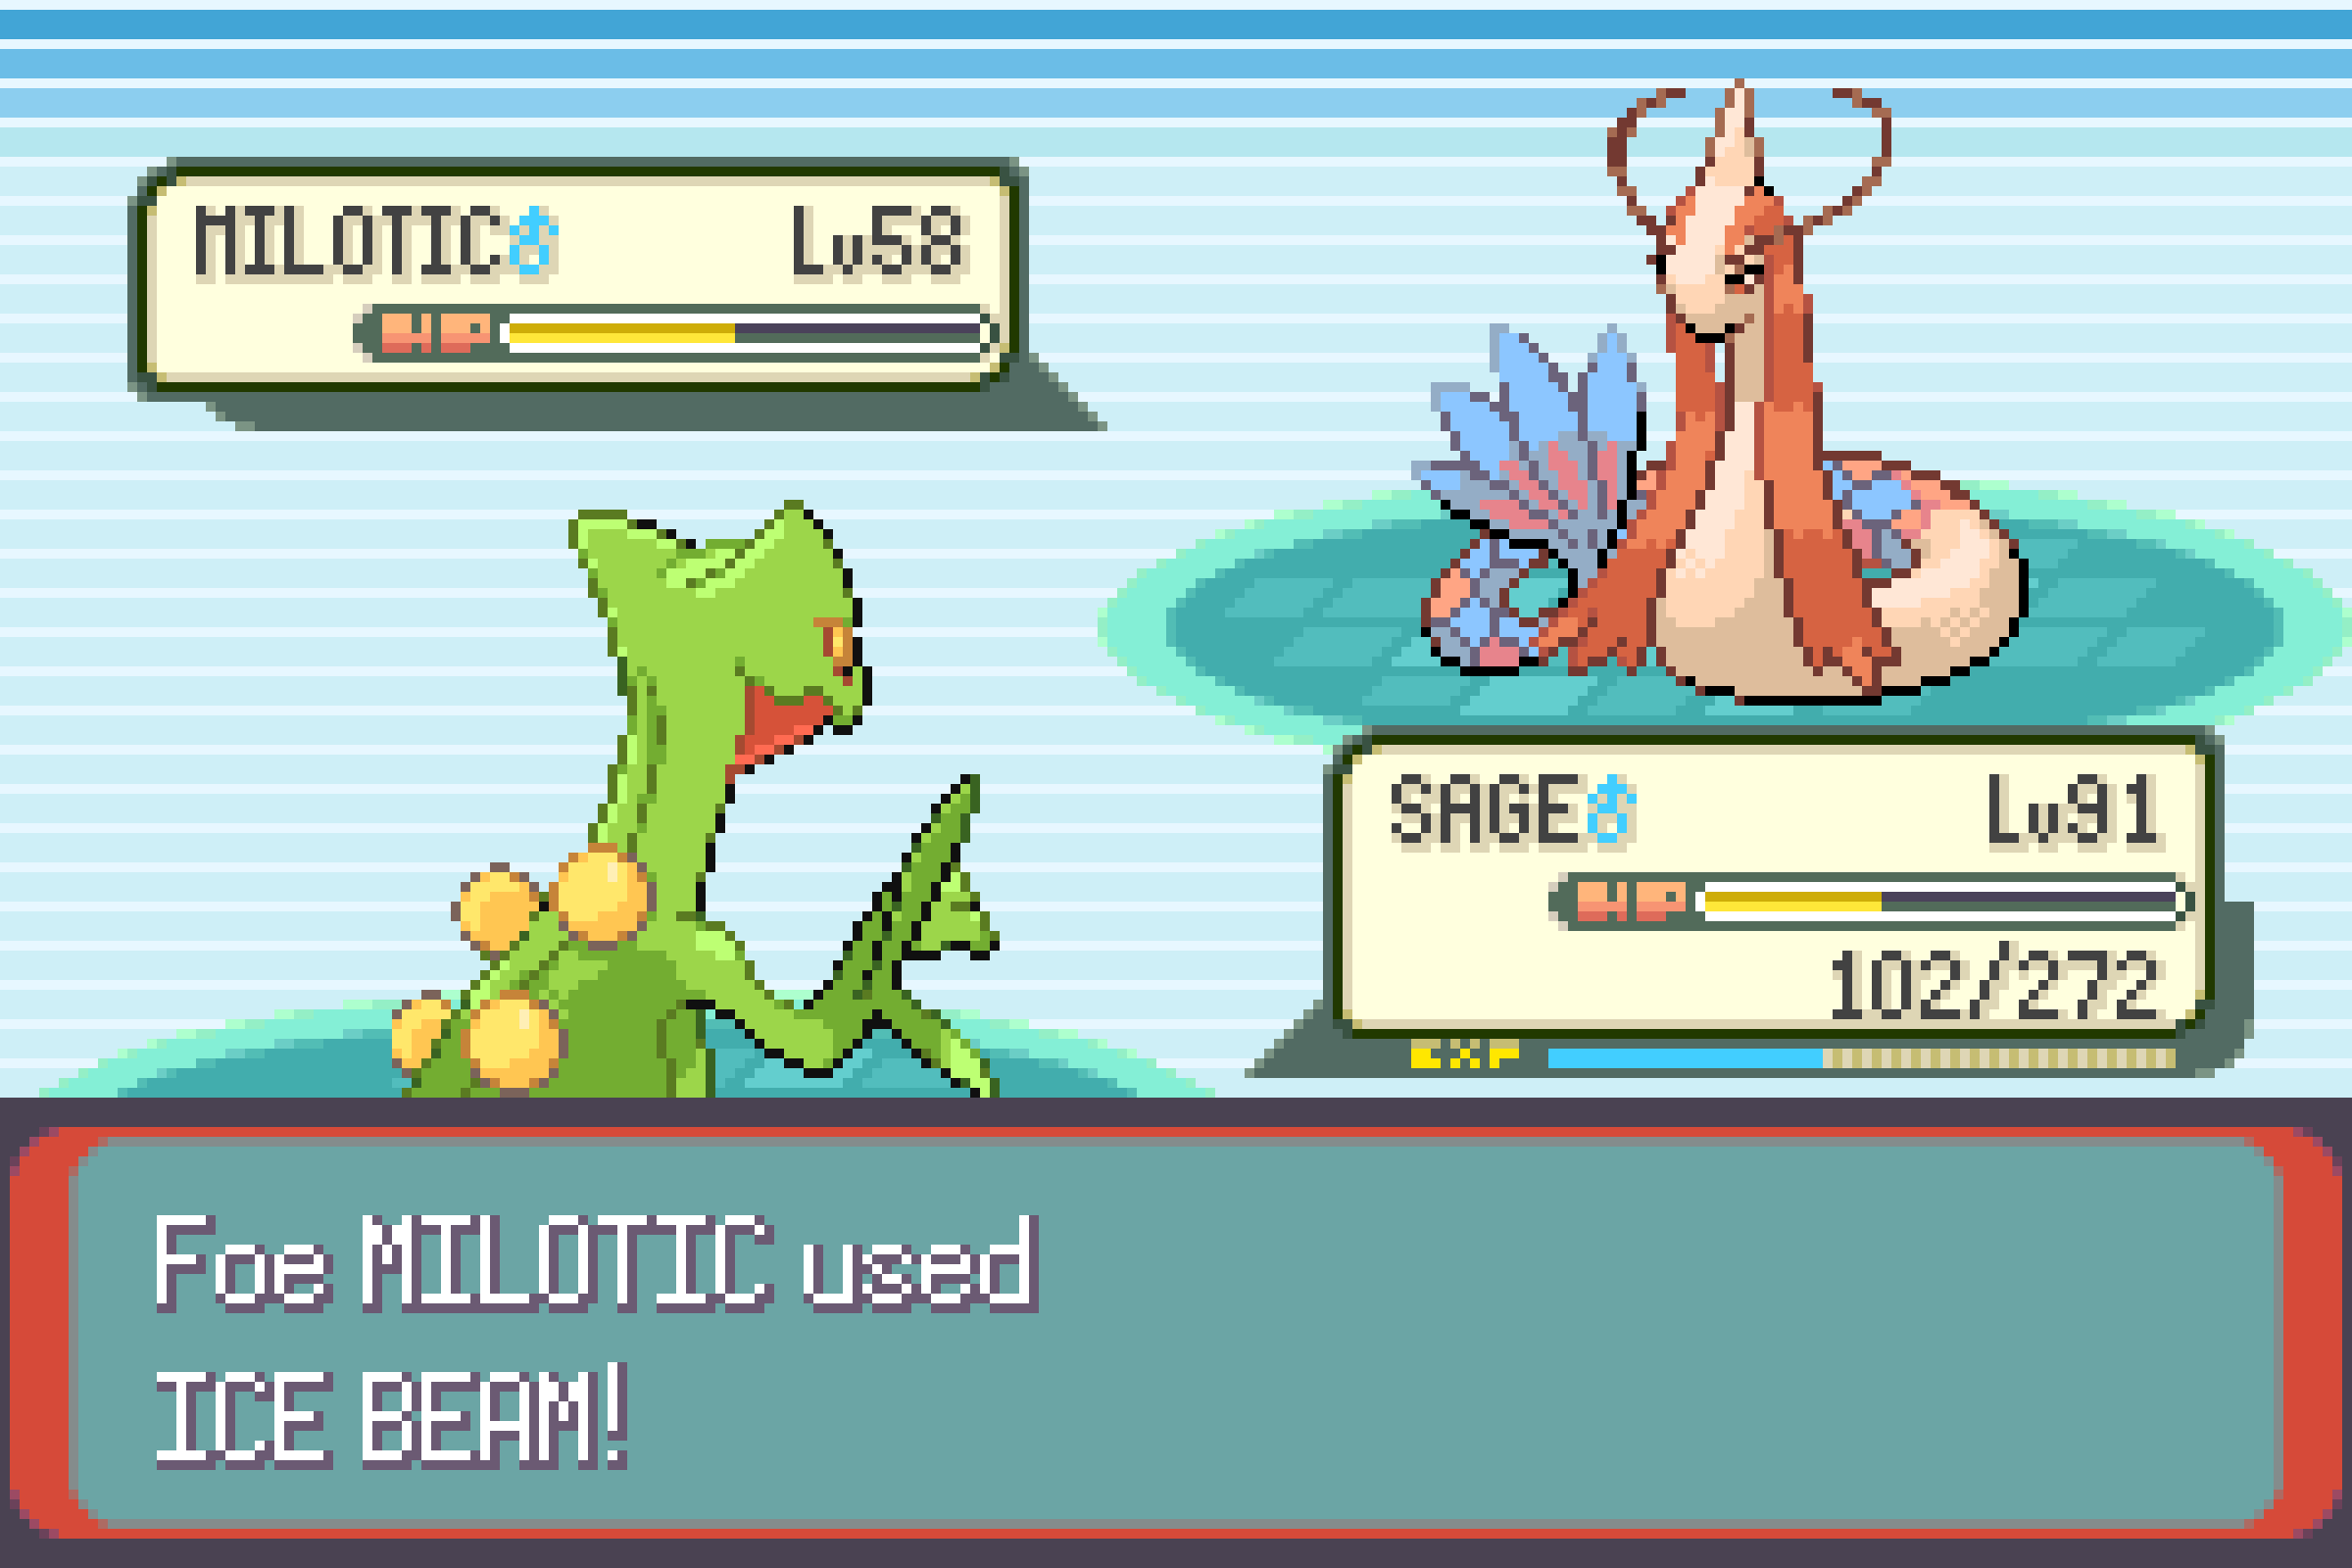 MILOTIC♂ Lv58
HP
SAGE♂ Lv91
HP
102/272
EXP
Foe MILOTIC used
ICE BEAM!